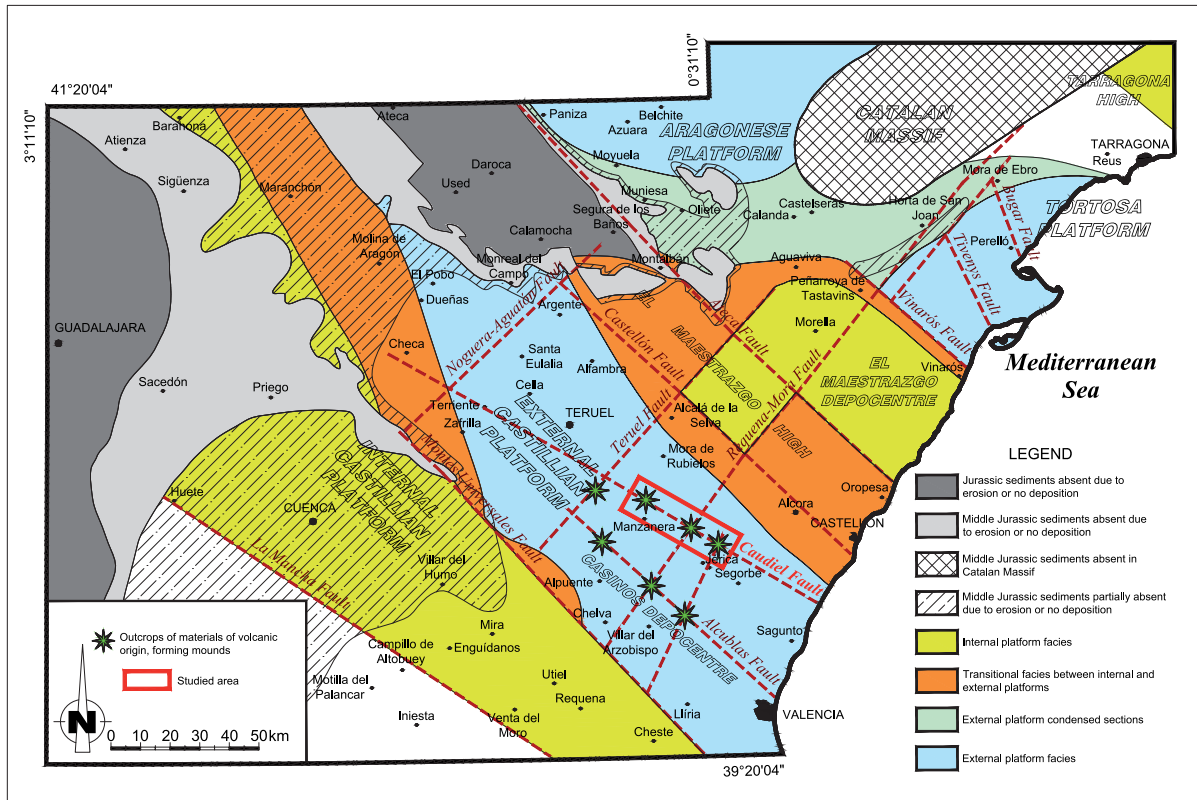 41°20'04"
3°11'10"
0°31'10"
39°20'04"
Atienza
Barahona
Sigüenza
Maranchón
Ateca
Daroca
Used
Calamocha
Paniza
Azuara
Belchite
Moyuela
ARAGONESE
PLATFORM
CATALAN
MASSIF
TARRAGONA
HIGH
TARRAGONA
Reus
Mora de Ebro
Muniesa
Oliete
Segura de los
Baños
Calanda
Castelseras
Horta de San
Joan
TORTOSA
PLATFORM
Bugar Fault
Perelló
Tivenys Fault
Molina de
Aragón
El Pobo
Dueñas
Monreal del
Campo
Montalbán
Aguaviva
Peñarroya de
Tastavins
Vinaròs Fault
GUADALAJARA
Checa
Noguera-Aguatón Fault
Argente
Castellón Fault
EL
MAESTRAZGO
HIGH
Morella
EL
MAESTRAZGO
DEPOCENTRE
Vinarós
Mediterranean
Sea
Sacedón
Priego
Santa
Eulalia
Cella
Alfambra
TERUEL
Teruel Fault
Requena-Mora Fault
Alcalá de la
Selva
Terriente
Zafrilla
EXTERNAL
CASTILLIAN
PLATFORM
Mora de
Rubielos
Montes Universales Fault
INTERNAL
CASTILLIAN
PLATFORM
Huete
CUENCA
Villar del
Humo
La Mancha Fault
Manzanera
Alcora
Oropesa
CASTELLÓN
Jérica
Segorbe
Caudiel Fault
Alpuente
CASINOS DEPOCENTRE
Chelva
Villar del
Arzobispo
Alcublas Fault
Sagunto
Mira
Enguídanos
Campillo de
Altobuey
Motilla del
Palancar
Iniesta
Utiel
Requena
Venta del
Moro
Cheste
Llíria
VALENCIA
Outcrops of materials of volcanic
origin, forming mounds
Studied area
N
0 10 20 30 40 50 km
LEGEND
Jurassic sediments absent due to
erosion or no deposition
Middle Jurassic sediments absent due
to erosion or no deposition
Middle Jurassic sediments absent in
Catalan Massif
Middle Jurassic sediments partially absent
due to erosion or no deposition
Internal platform facies
Transitional facies between internal and
external platforms
External platform condensed sections
External platform facies